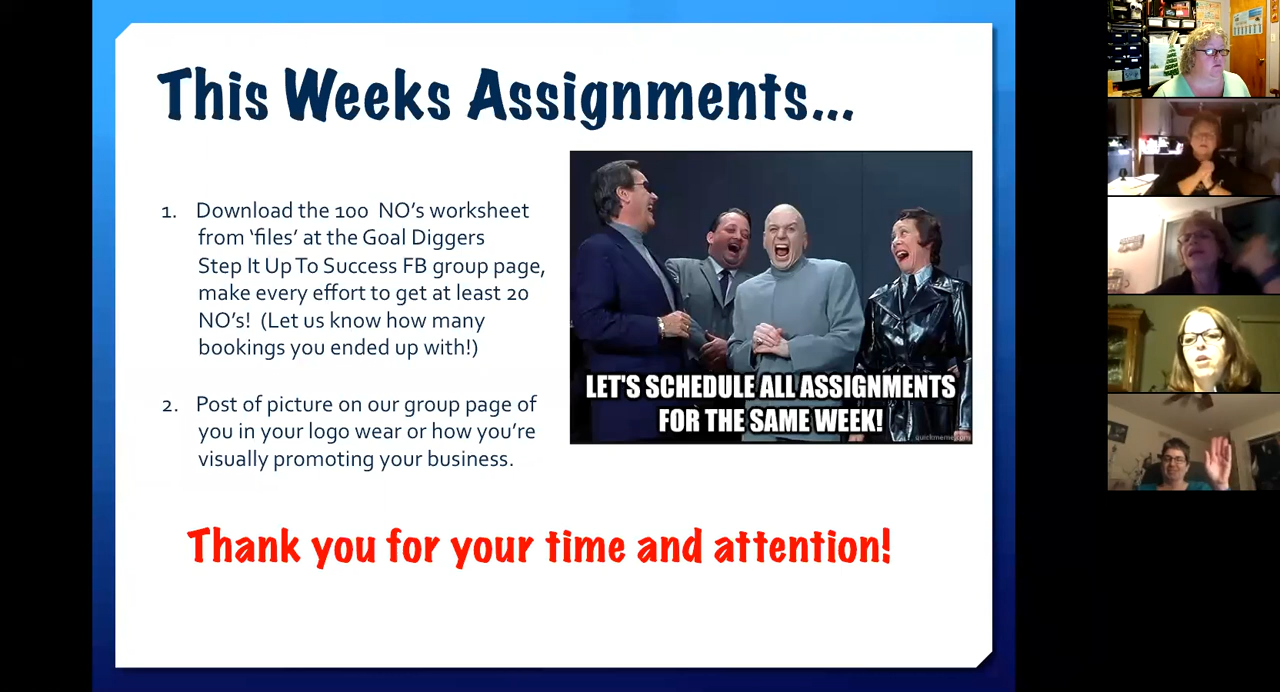 This Weeks Assignments...
1. Download the 100 NO's worksheet
from 'files' at the Goal Diggers
Step It Up To Success FB group page,
make every effort to get at least 20
NO's! (Let us know how many
bookings you ended up with!)
2. Post of picture on our group page of
you in your logo wear or how you're
visually promoting your business.
LET'S SCHEDULE ALL ASSIGNMENTS
FOR THE SAME WEEK!
quickmeme.com
Thank you for your time and attention!